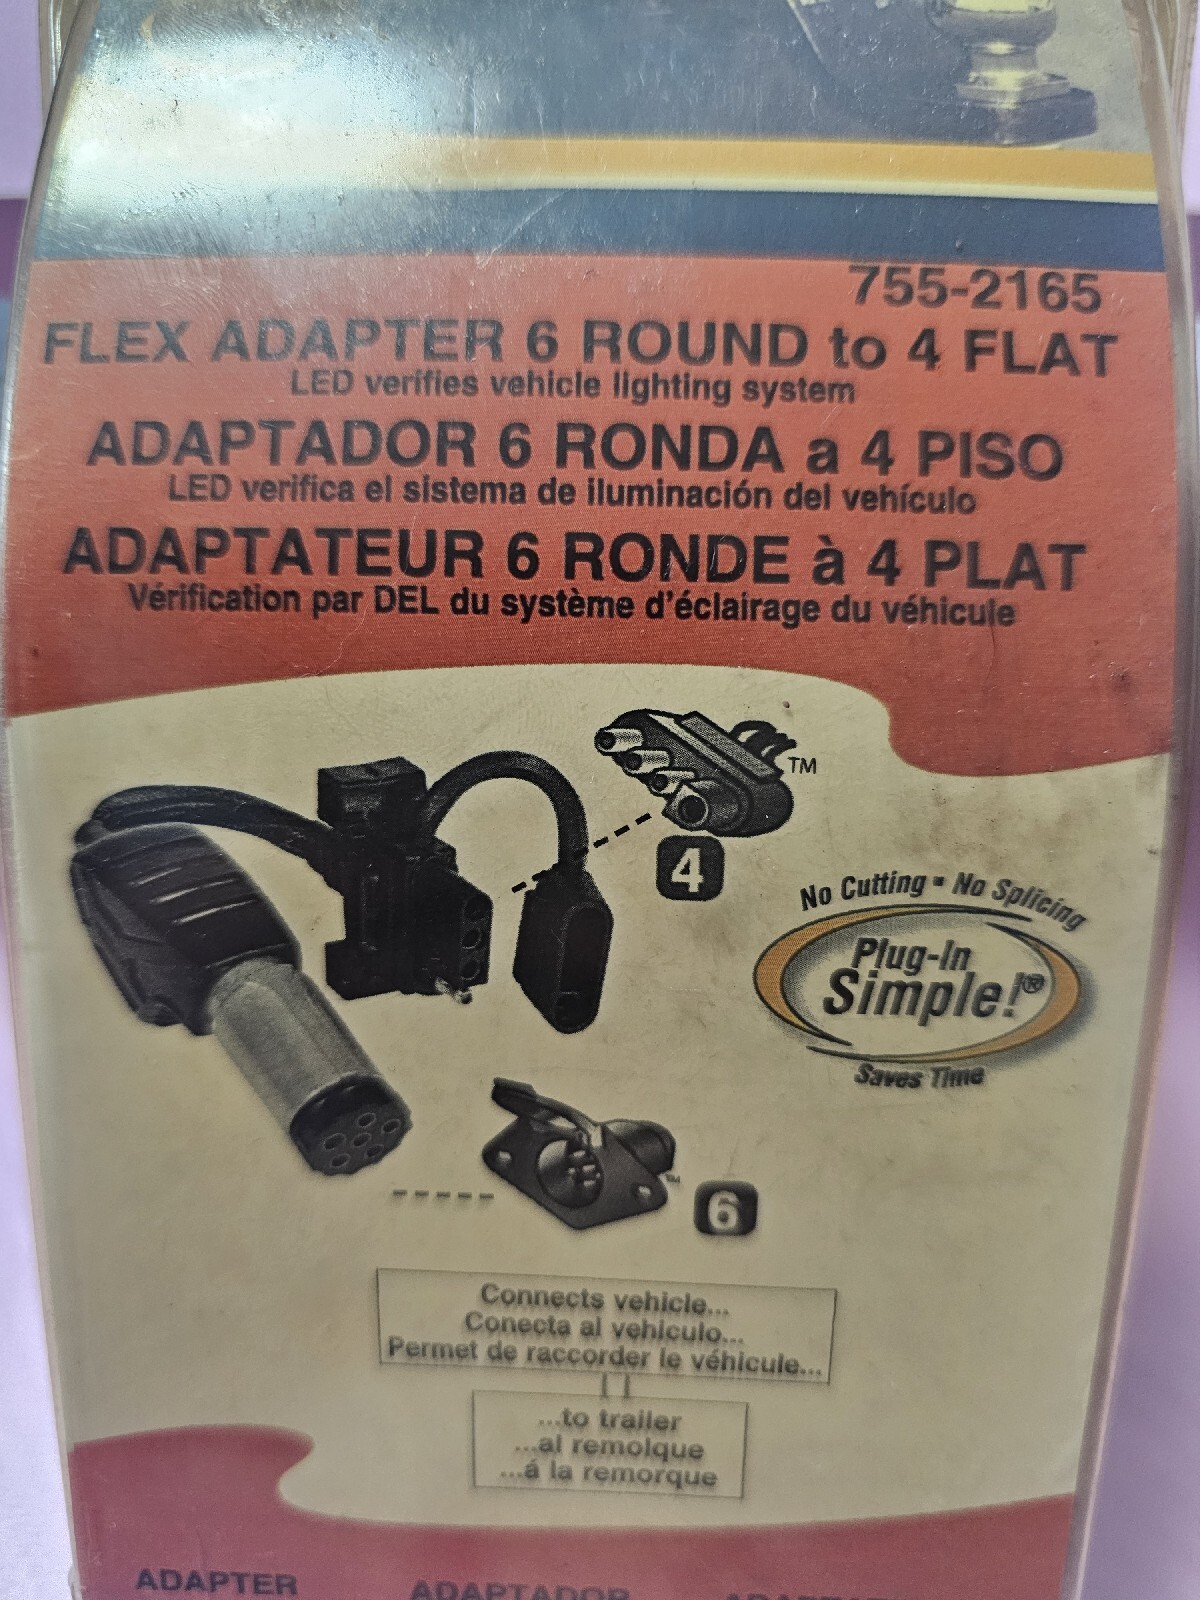 755-2165
FLEX ADAPTER 6 ROUND to 4 FLAT
LED verifies vehicle lighting system
ADAPTADOR 6 RONDA a 4 PISO
LED verifica el sistema de iluminación del vehículo
ADAPTATEUR 6 RONDE à 4 PLAT
Vérification par DEL du système d'éclairage du véhicule
TM
4
No Cutting ▪ No Splicing
Plug-In
Simple!®
Saves Time
TM
6
Connects vehicle...
Conecta al vehiculo...
Permet de raccorder le véhicule...
...to trailer
...al remolque
...á la remorque
ADAPTER ADAPTADOR